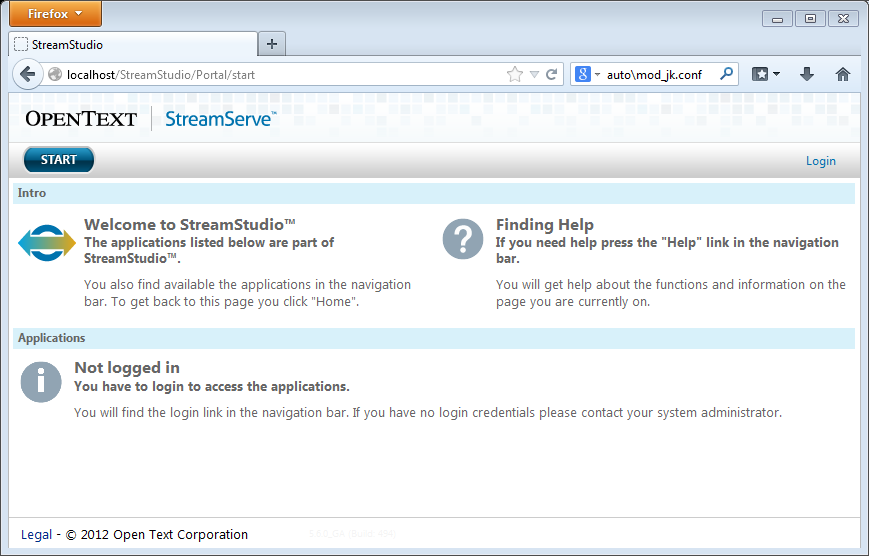 Firefox
StreamStudio
localhost/StreamStudio/Portal/start
8
auto\mod_jk.conf
OPENTEXT | StreamServe™
START
Login
Intro
Welcome to StreamStudio™
The applications listed below are part of
StreamStudio™.
You also find available the applications in the navigation
bar. To get back to this page you click "Home".
Finding Help
If you need help press the "Help" link in the navigation
bar.
You will get help about the functions and information on the
page you are currently on.
Applications
Not logged in
You have to login to access the applications.
You will find the login link in the navigation bar. If you have no login credentials please contact your system administrator.
Legal - © 2012 Open Text Corporation